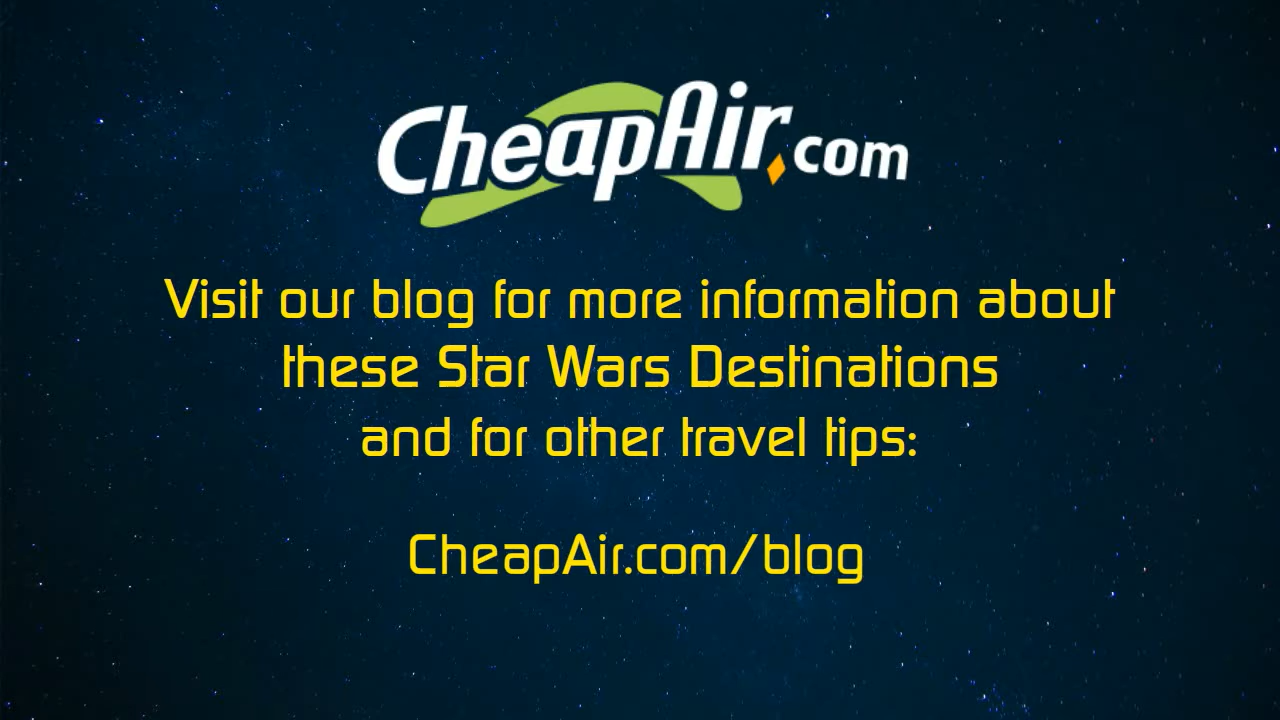 CheapAir.com
Visit our blog for more information about
these Star Wars Destinations
and for other travel tips:
CheapAir.com/blog